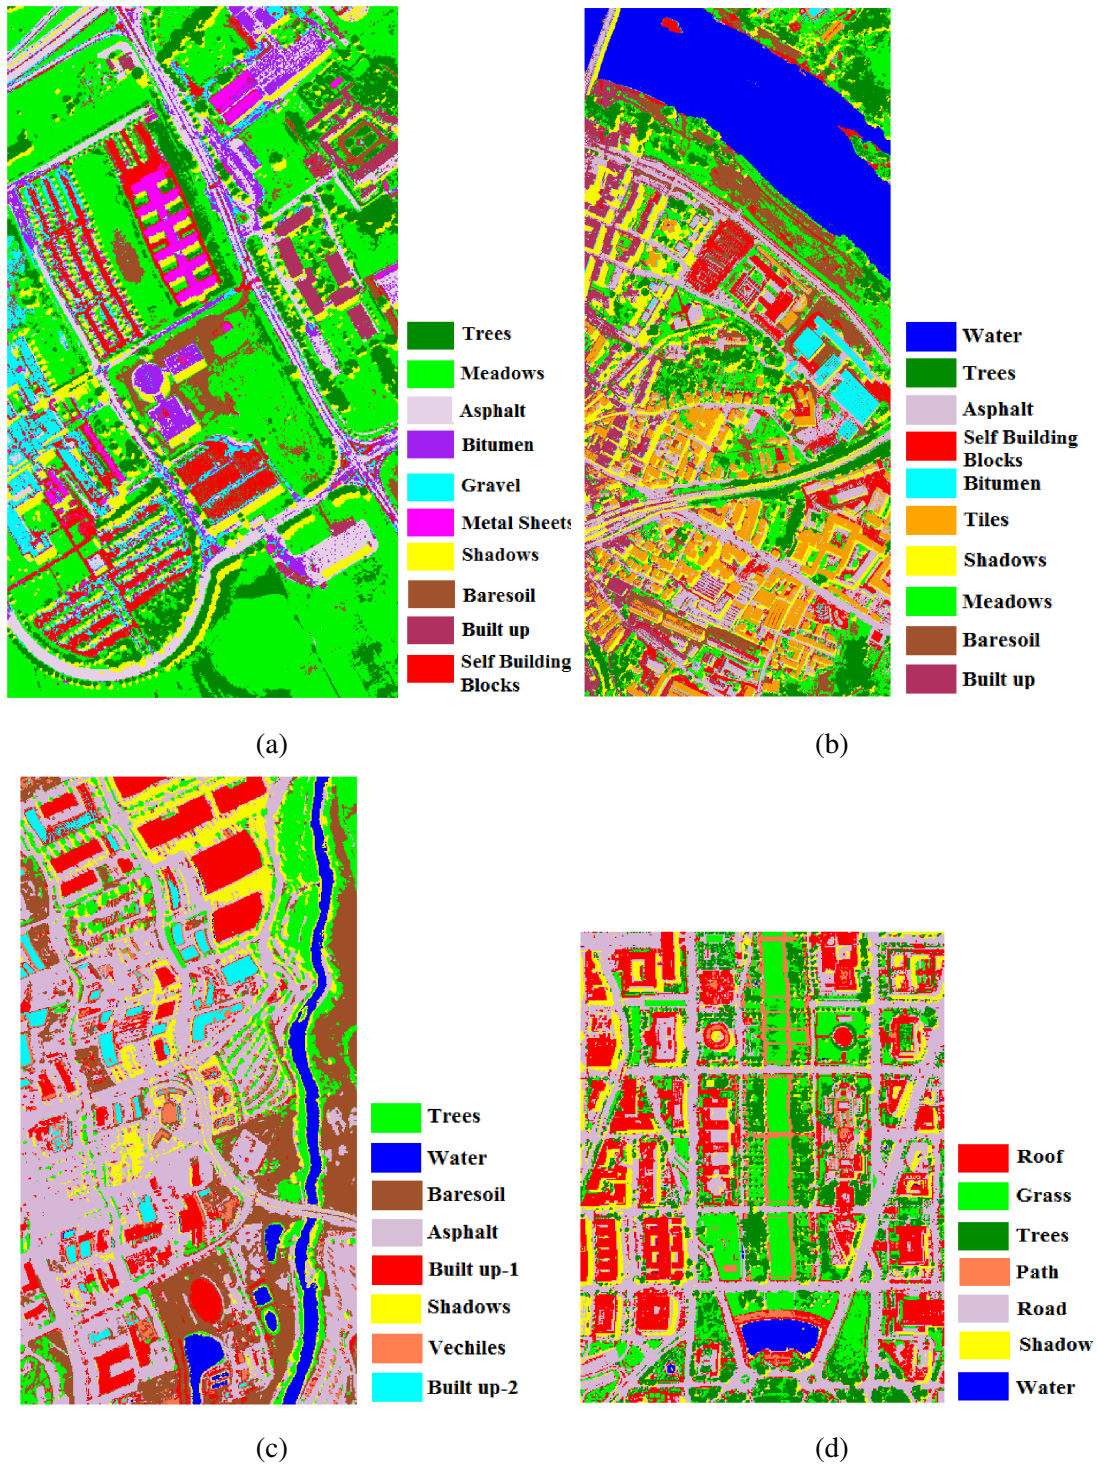 Trees
Meadows
Asphalt
Bitumen
Gravel
Metal Sheets
Shadows
Baresoil
Built up
Self Building
Blocks
(a)
Water
Trees
Asphalt
Self Building
Blocks
Bitumen
Tiles
Shadows
Meadows
Baresoil
Built up
(b)
Trees
Water
Baresoil
Asphalt
Built up-1
Shadows
Vechiles
Built up-2
(c)
Roof
Grass
Trees
Path
Road
Shadow
Water
(d)